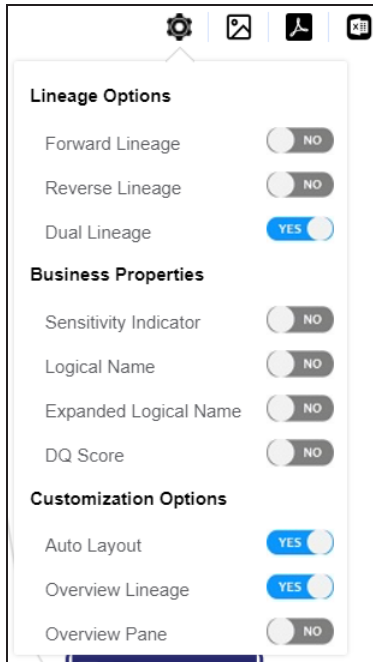 Lineage Options
Forward Lineage NO
Reverse Lineage NO
Dual Lineage YES
Business Properties
Sensitivity Indicator NO
Logical Name NO
Expanded Logical Name NO
DQ Score NO
Customization Options
Auto Layout YES
Overview Lineage YES
Overview Pane NO